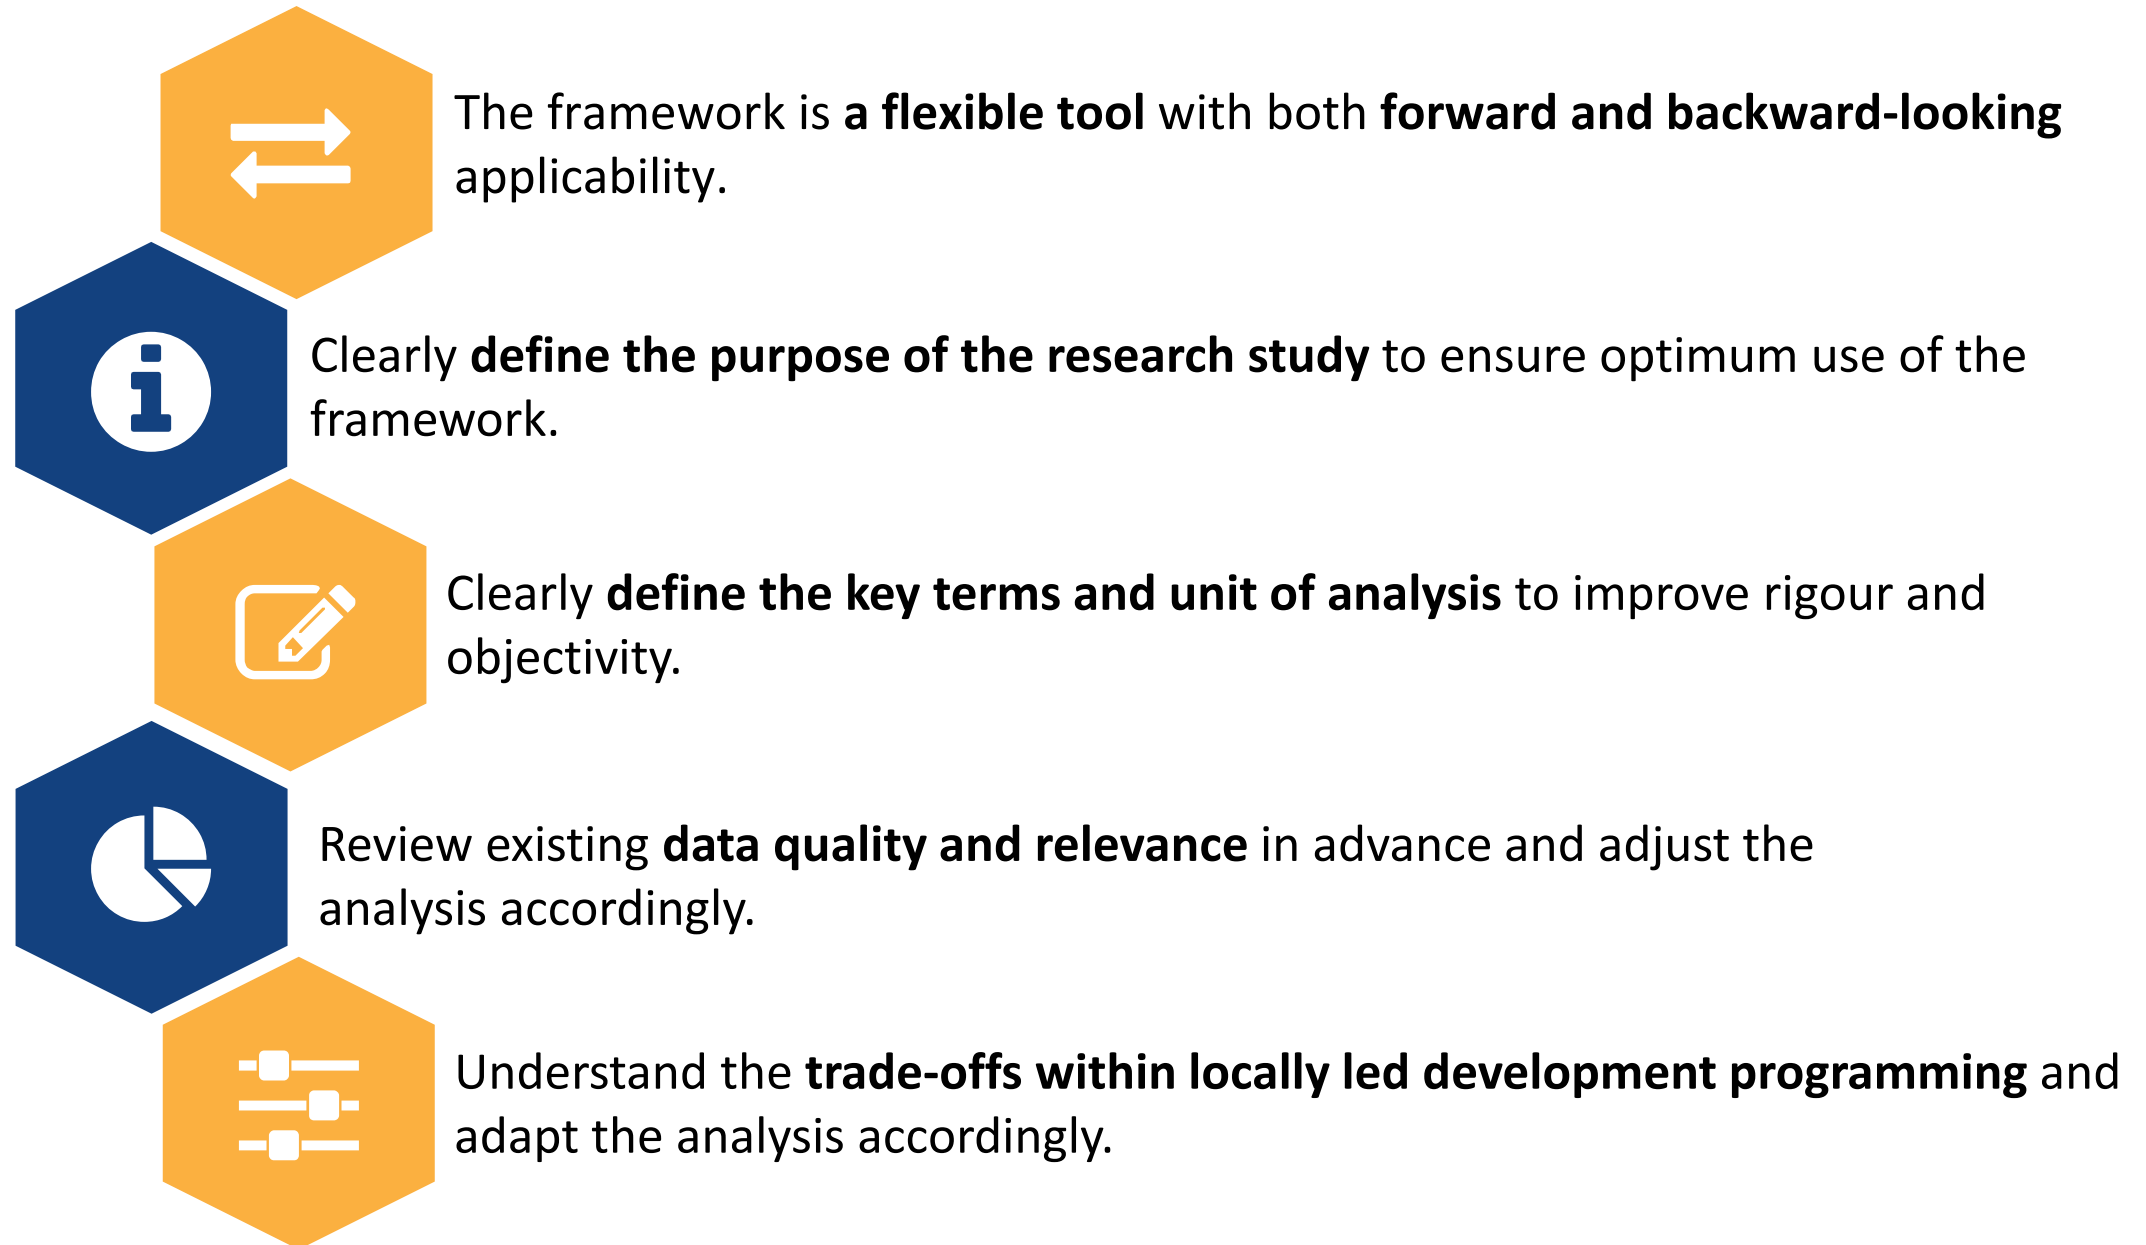 The framework is a flexible tool with both forward and backward-looking
applicability.
Clearly define the purpose of the research study to ensure optimum use of the
framework.
Clearly define the key terms and unit of analysis to improve rigour and
objectivity.
Review existing data quality and relevance in advance and adjust the
analysis accordingly.
Understand the trade-offs within locally led development programming and
adapt the analysis accordingly.